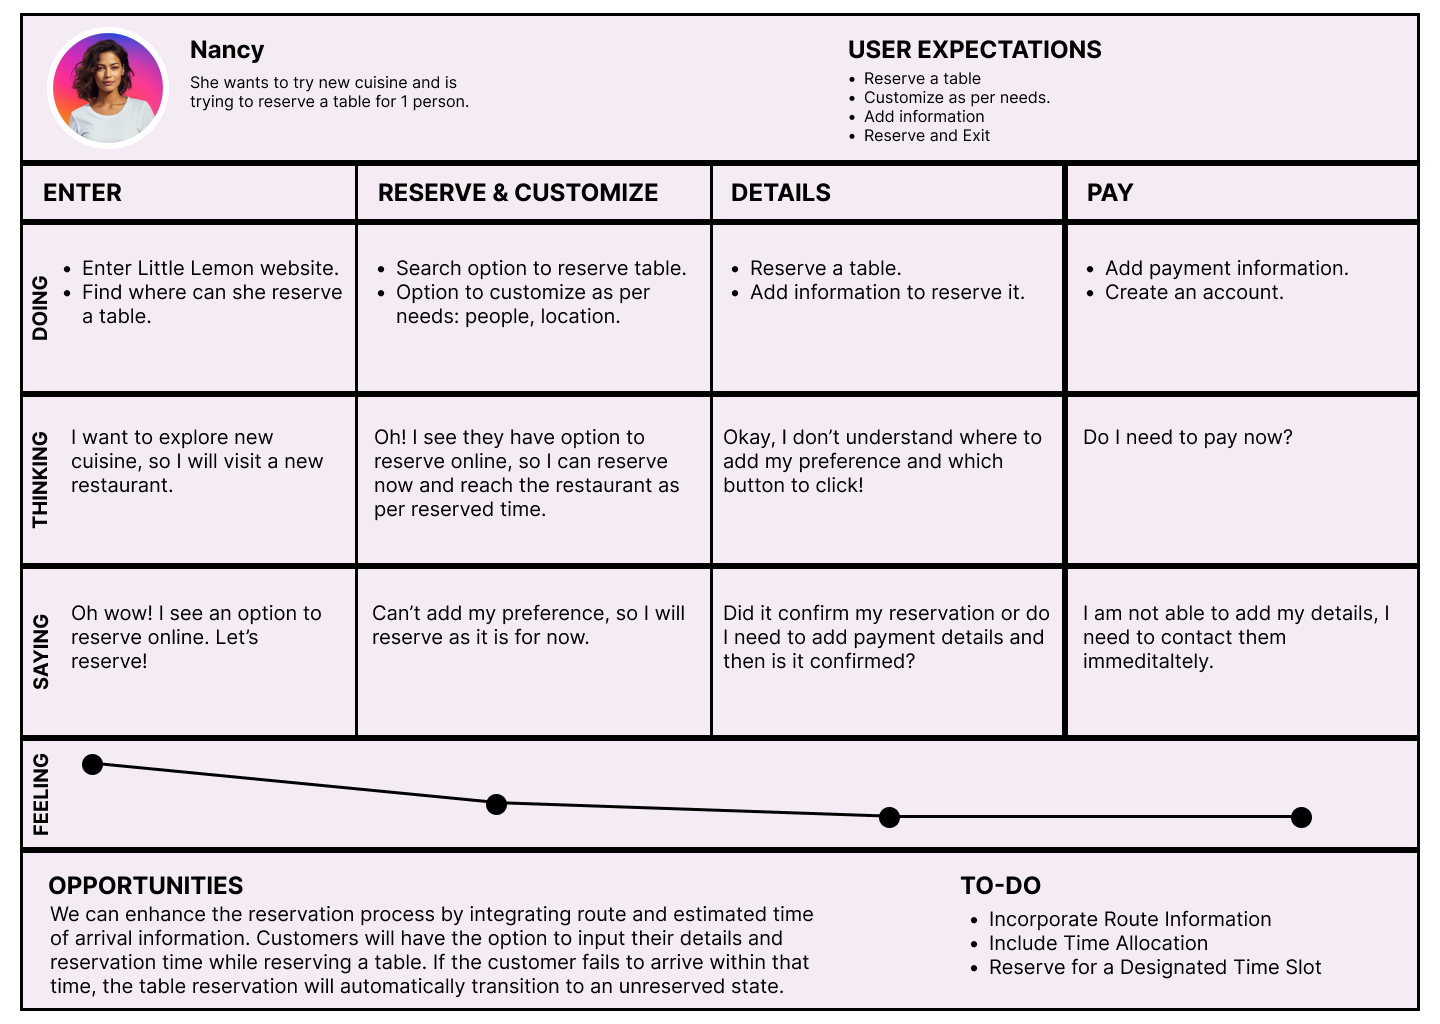 Nancy
She wants to try new cuisine and is
trying to reserve a table for 1 person.
USER EXPECTATIONS
• Reserve a table
• Customize as per needs.
• Add information
• Reserve and Exit
ENTER
RESERVE & CUSTOMIZE
DETAILS
PAY
DOING
• Enter Little Lemon website.
• Find where can she reserve
a table.
• Search option to reserve table.
• Option to customize as per
needs: people, location.
• Reserve a table.
• Add information to reserve it.
• Add payment information.
• Create an account.
THINKING
I want to explore new
cuisine, so I will visit a new
restaurant.
Oh! I see they have option to
reserve online, so I can reserve
now and reach the restaurant as
per reserved time.
Okay, I don’t understand where to
add my preference and which
button to click!
Do I need to pay now?
SAYING
Oh wow! I see an option to
reserve online. Let’s
reserve!
Can’t add my preference, so I will
reserve as it is for now.
Did it confirm my reservation or do
I need to add payment details and
then is it confirmed?
I am not able to add my details, I
need to contact them
immeditaltely.
FEELING
OPPORTUNITIES
We can enhance the reservation process by integrating route and estimated time
of arrival information. Customers will have the option to input their details and
reservation time while reserving a table. If the customer fails to arrive within that
time, the table reservation will automatically transition to an unreserved state.
TO-DO
• Incorporate Route Information
• Include Time Allocation
• Reserve for a Designated Time Slot